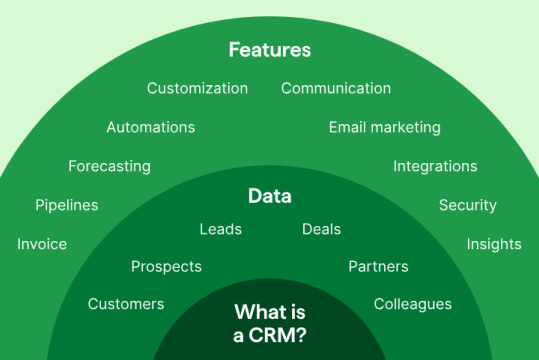 Features
Customization Communication
Automations Email marketing
Forecasting Integrations
Pipelines Security
Invoice Insights
Data
Leads Deals
Prospects Partners
Customers Colleagues
What is
a CRM?